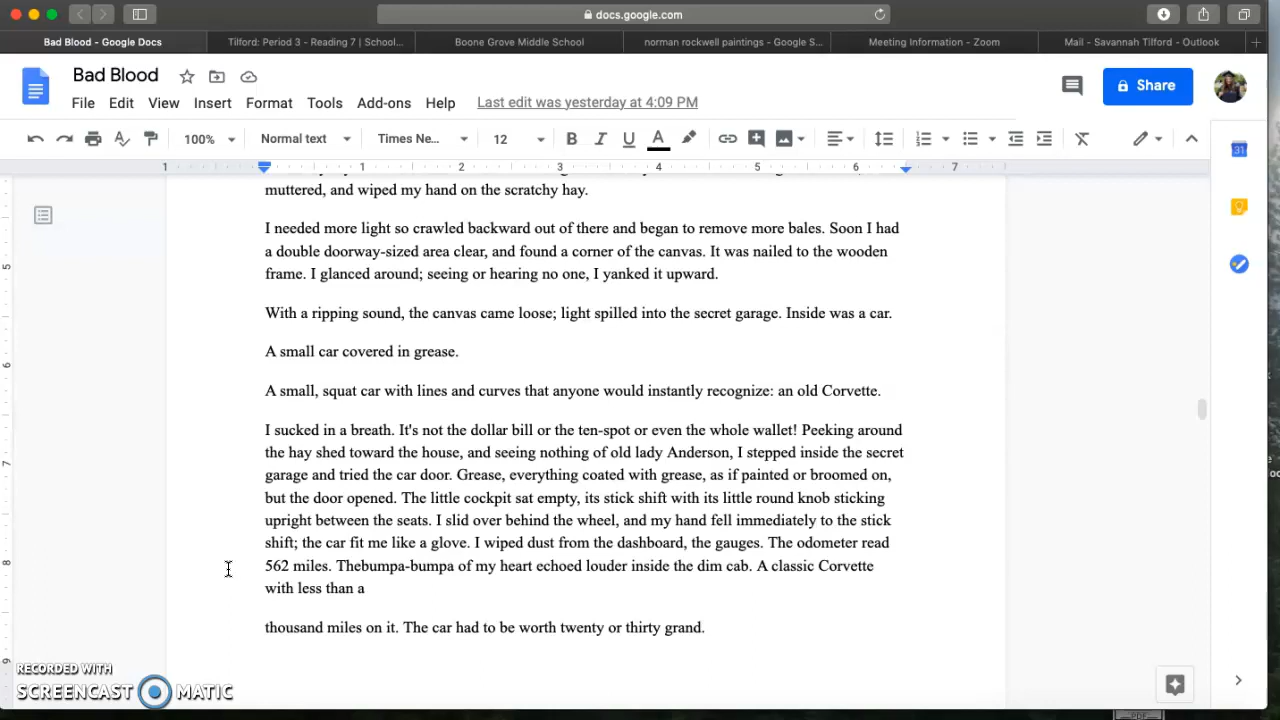 docs.google.com
Bad Blood - Google Docs
Tilford: Period 3 - Reading 7 | School...
Boone Grove Middle School
norman rockwell paintings - Google S...
Meeting Information - Zoom
Mail - Savannah Tilford - Outlook
Bad Blood
File Edit View Insert Format Tools Add-ons Help Last edit was yesterday at 4:09 PM
Share
100% Normal text Times Ne... 12
1 1 2 3 4 5 6 7
muttered, and wiped my hand on the scratchy hay.
I needed more light so crawled backward out of there and began to remove more bales. Soon I had
a double doorway-sized area clear, and found a corner of the canvas. It was nailed to the wooden
frame. I glanced around; seeing or hearing no one, I yanked it upward.
With a ripping sound, the canvas came loose; light spilled into the secret garage. Inside was a car.
A small car covered in grease.
A small, squat car with lines and curves that anyone would instantly recognize: an old Corvette.
I sucked in a breath. It's not the dollar bill or the ten-spot or even the whole wallet! Peeking around
the hay shed toward the house, and seeing nothing of old lady Anderson, I stepped inside the secret
garage and tried the car door. Grease, everything coated with grease, as if painted or broomed on,
but the door opened. The little cockpit sat empty, its stick shift with its little round knob sticking
upright between the seats. I slid over behind the wheel, and my hand fell immediately to the stick
shift; the car fit me like a glove. I wiped dust from the dashboard, the gauges. The odometer read
562 miles. Thebumpa-bumpa of my heart echoed louder inside the dim cab. A classic Corvette
with less than a
thousand miles on it. The car had to be worth twenty or thirty grand.
5
6
7
8
9
31
RECORDED WITH
SCREENCAST MATIC